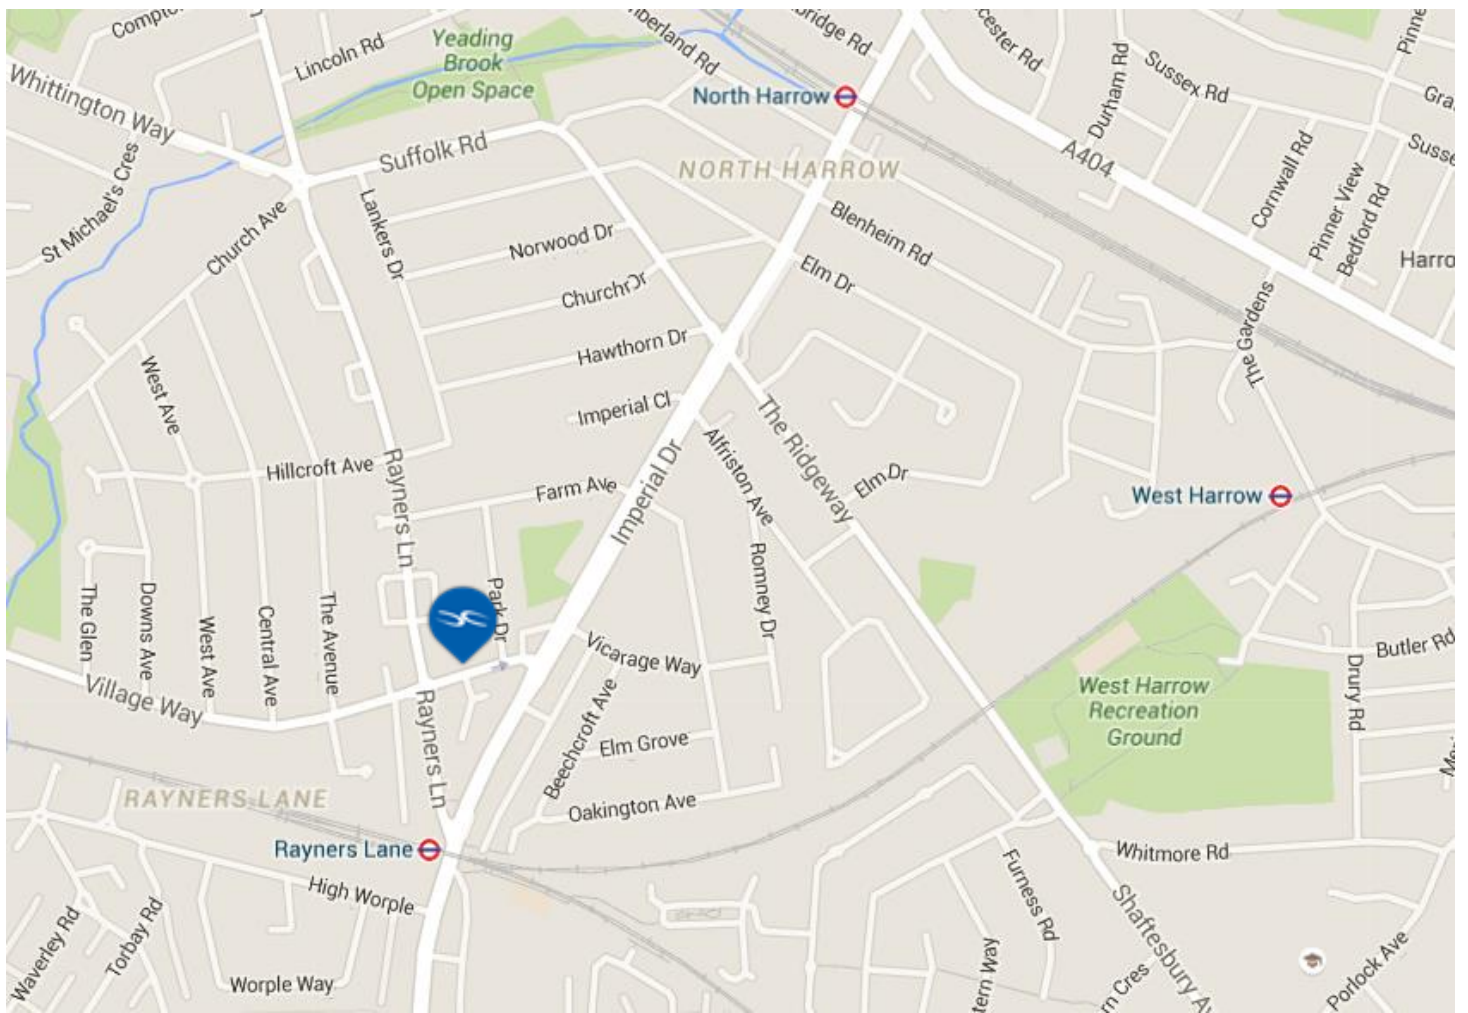 Lincoln Rd
Yeading
Brook
Open Space
Whittington Way
North Harrow
Durham Rd
Sussex Rd
Suffolk Rd
NORTH HARROW
A404
St Michael's Cres
Church Ave
Lankers Dr
Norwood Dr
Blenheim Rd
Cornwall Rd
Pinner View
Bedford Rd
Elm Dr
Hawthorn Dr
The Gardens
West Ave
Imperial Cl
The Ridgeway
Alfriston Ave
Hillcroft Ave
Rayners Ln
Farm Ave
Imperial Dr
Elm Dr
West Harrow
Romney Dr
The Glen
Downs Ave
West Ave
Central Ave
The Avenue
Park Dr
Vicarage Way
Butler Rd
Drury Rd
Village Way
Rayners Ln
Beechcroft Ave
Elm Grove
West Harrow
Recreation
Ground
RAYNERS LANE
Oakington Ave
Rayners Lane
Whitmore Rd
High Worple
Furness Rd
Waverley Rd
Torbay Rd
Worple Way
Shaftesbury Av
Porlock Ave